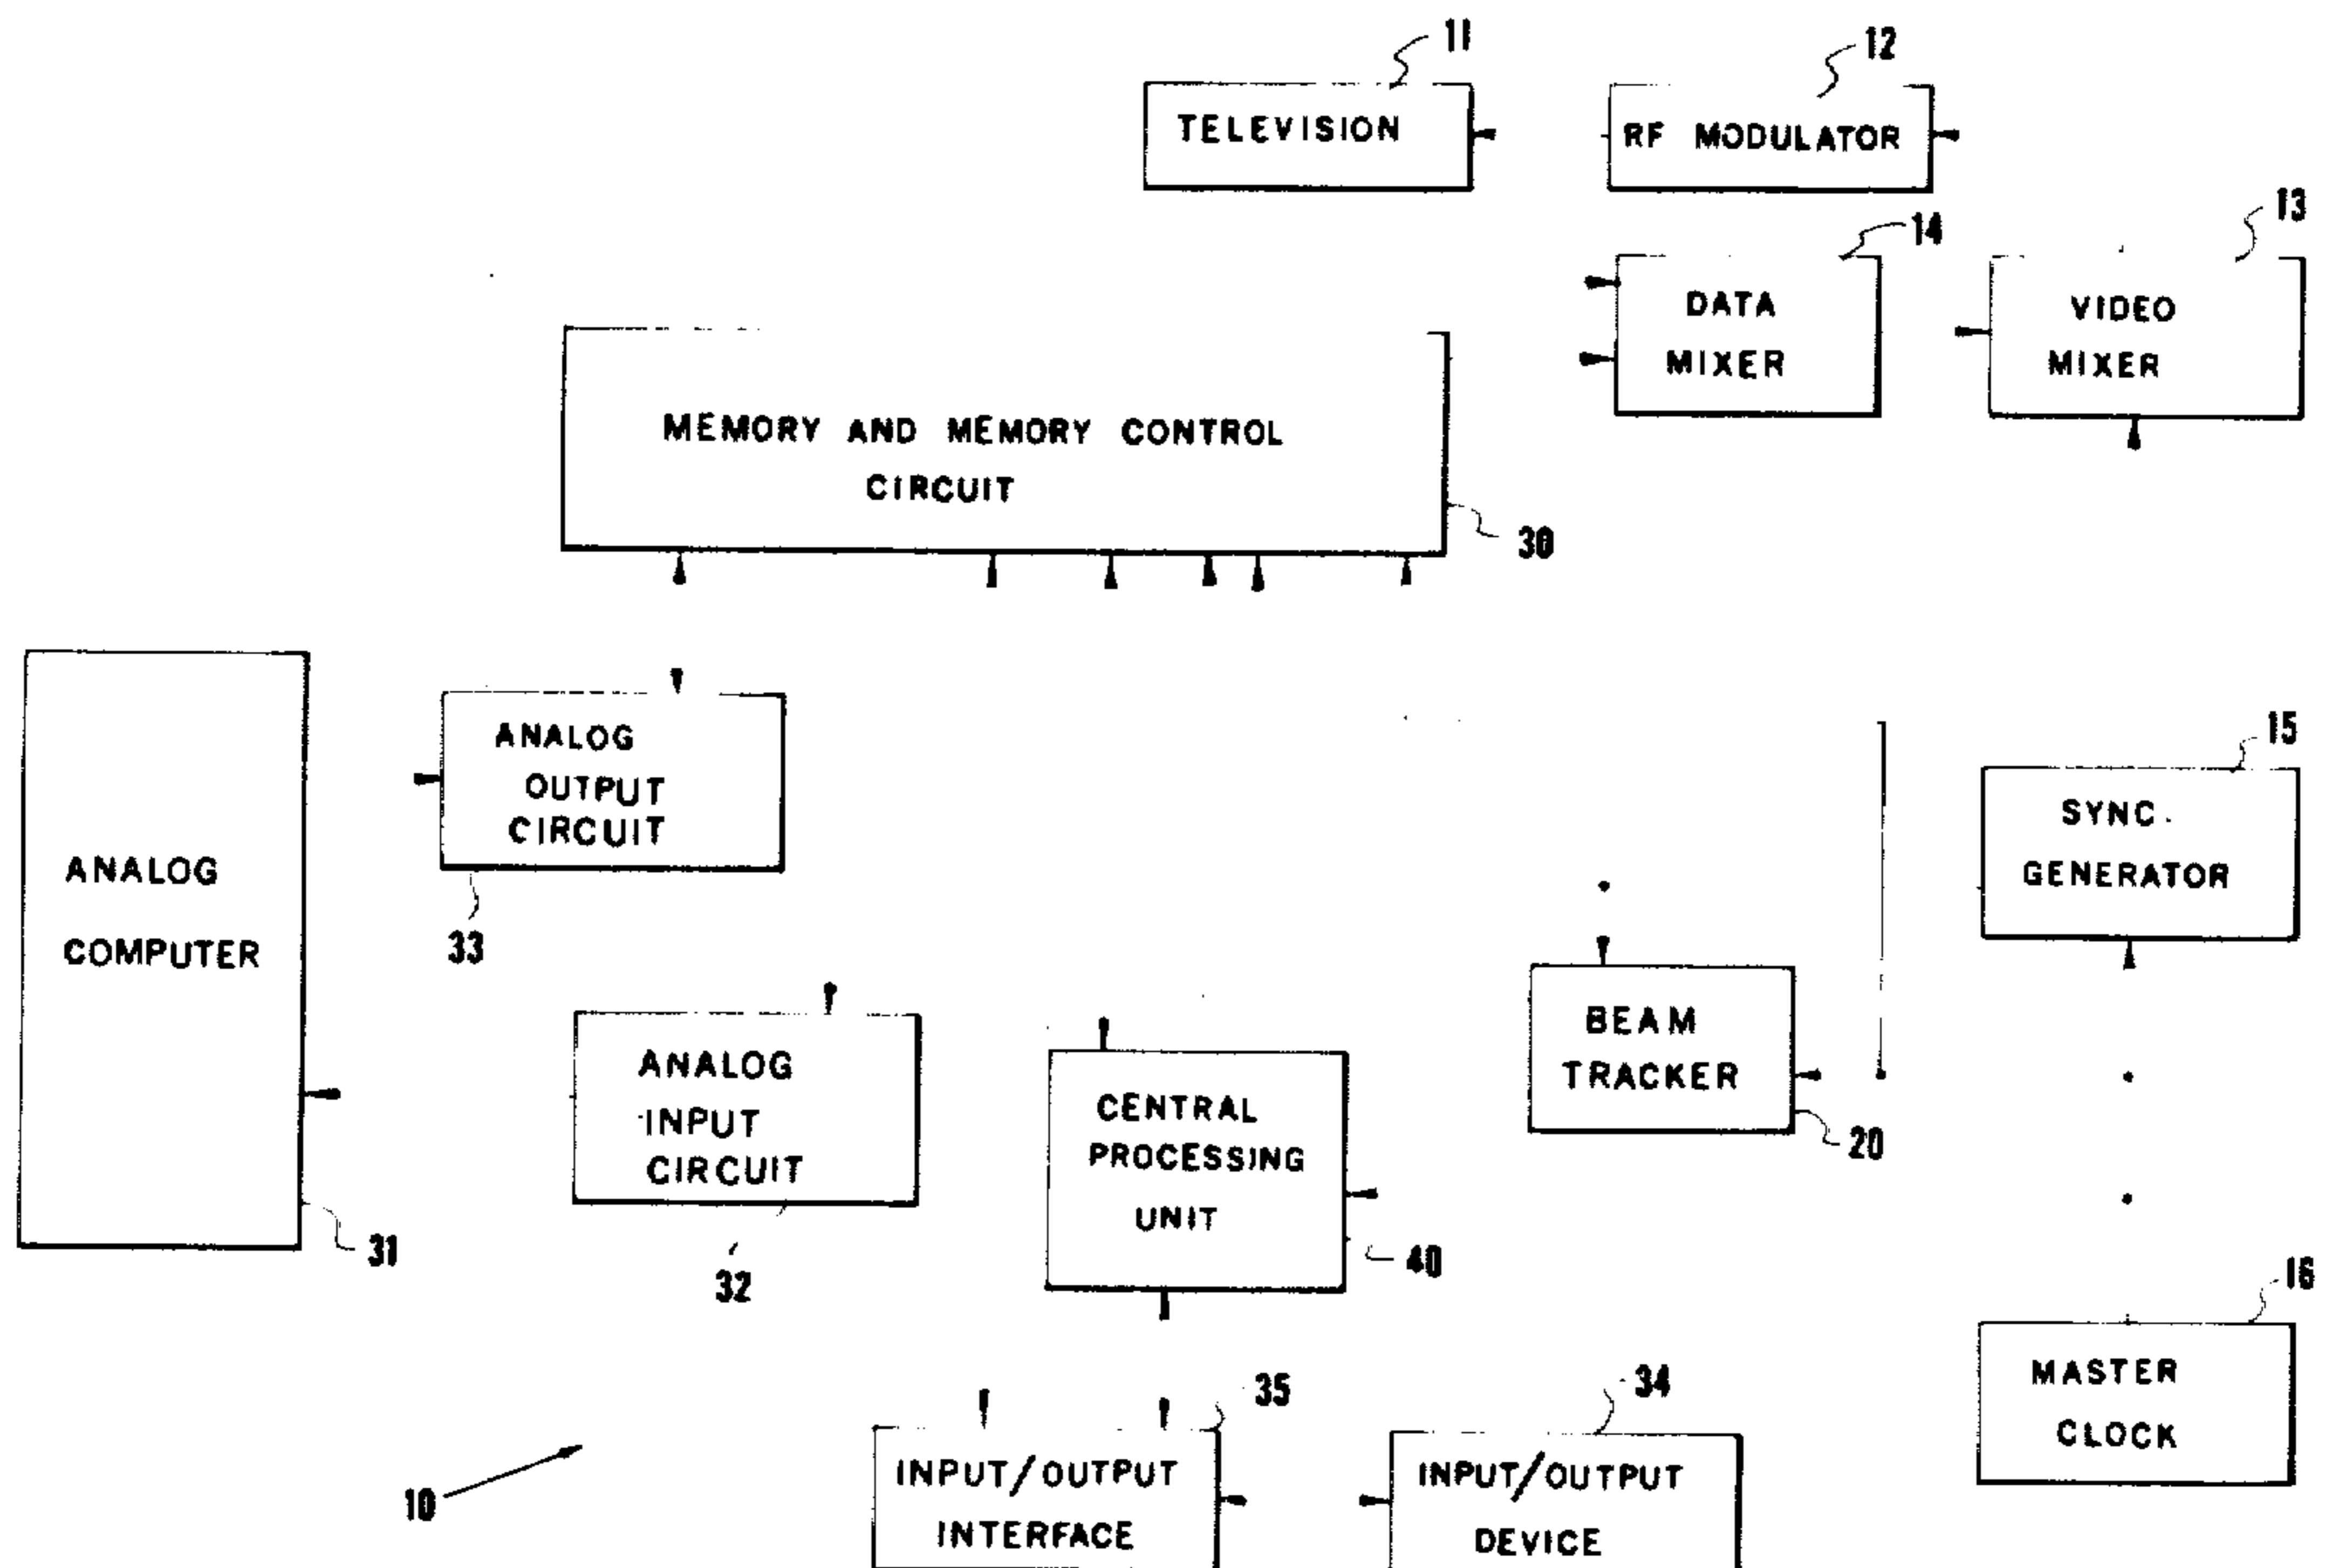 11
TELEVISION
12
RF MODULATOR
13
VIDEO
MIXER
14
DATA
MIXER
MEMORY AND MEMORY CONTROL
CIRCUIT
30
ANALOG
COMPUTER
31
ANALOG
OUTPUT
CIRCUIT
33
15
SYNC.
GENERATOR
BEAM
TRACKER
20
ANALOG
INPUT
CIRCUIT
32
CENTRAL
PROCESSING
UNIT
40
16
MASTER
CLOCK
10
35
INPUT/OUTPUT
INTERFACE
34
INPUT/OUTPUT
DEVICE